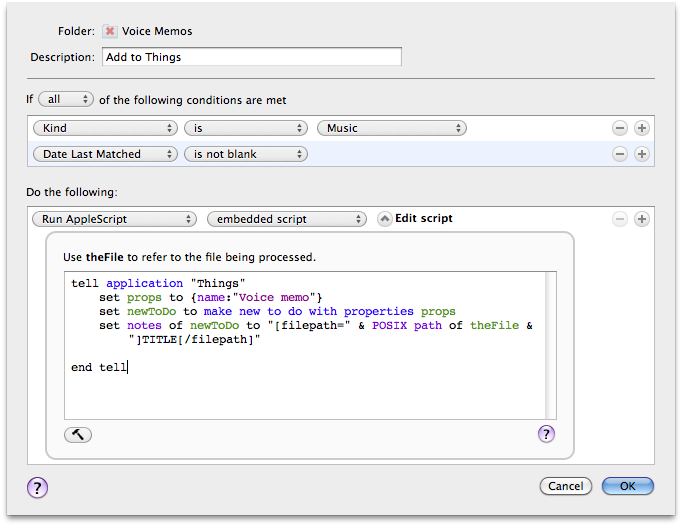 Folder: Voice Memos
Description: Add to Things
If all of the following conditions are met
Kind is Music
Date Last Matched is not blank
Do the following:
Run AppleScript embedded script Edit script
Use theFile to refer to the file being processed.
tell application "Things"
set props to {name:"Voice memo"}
set newToDo to make new to do with properties props
set notes of newToDo to "[filepath=" & POSIX path of theFile &
"]TITLE[/filepath]"
end tell
?
? Cancel OK